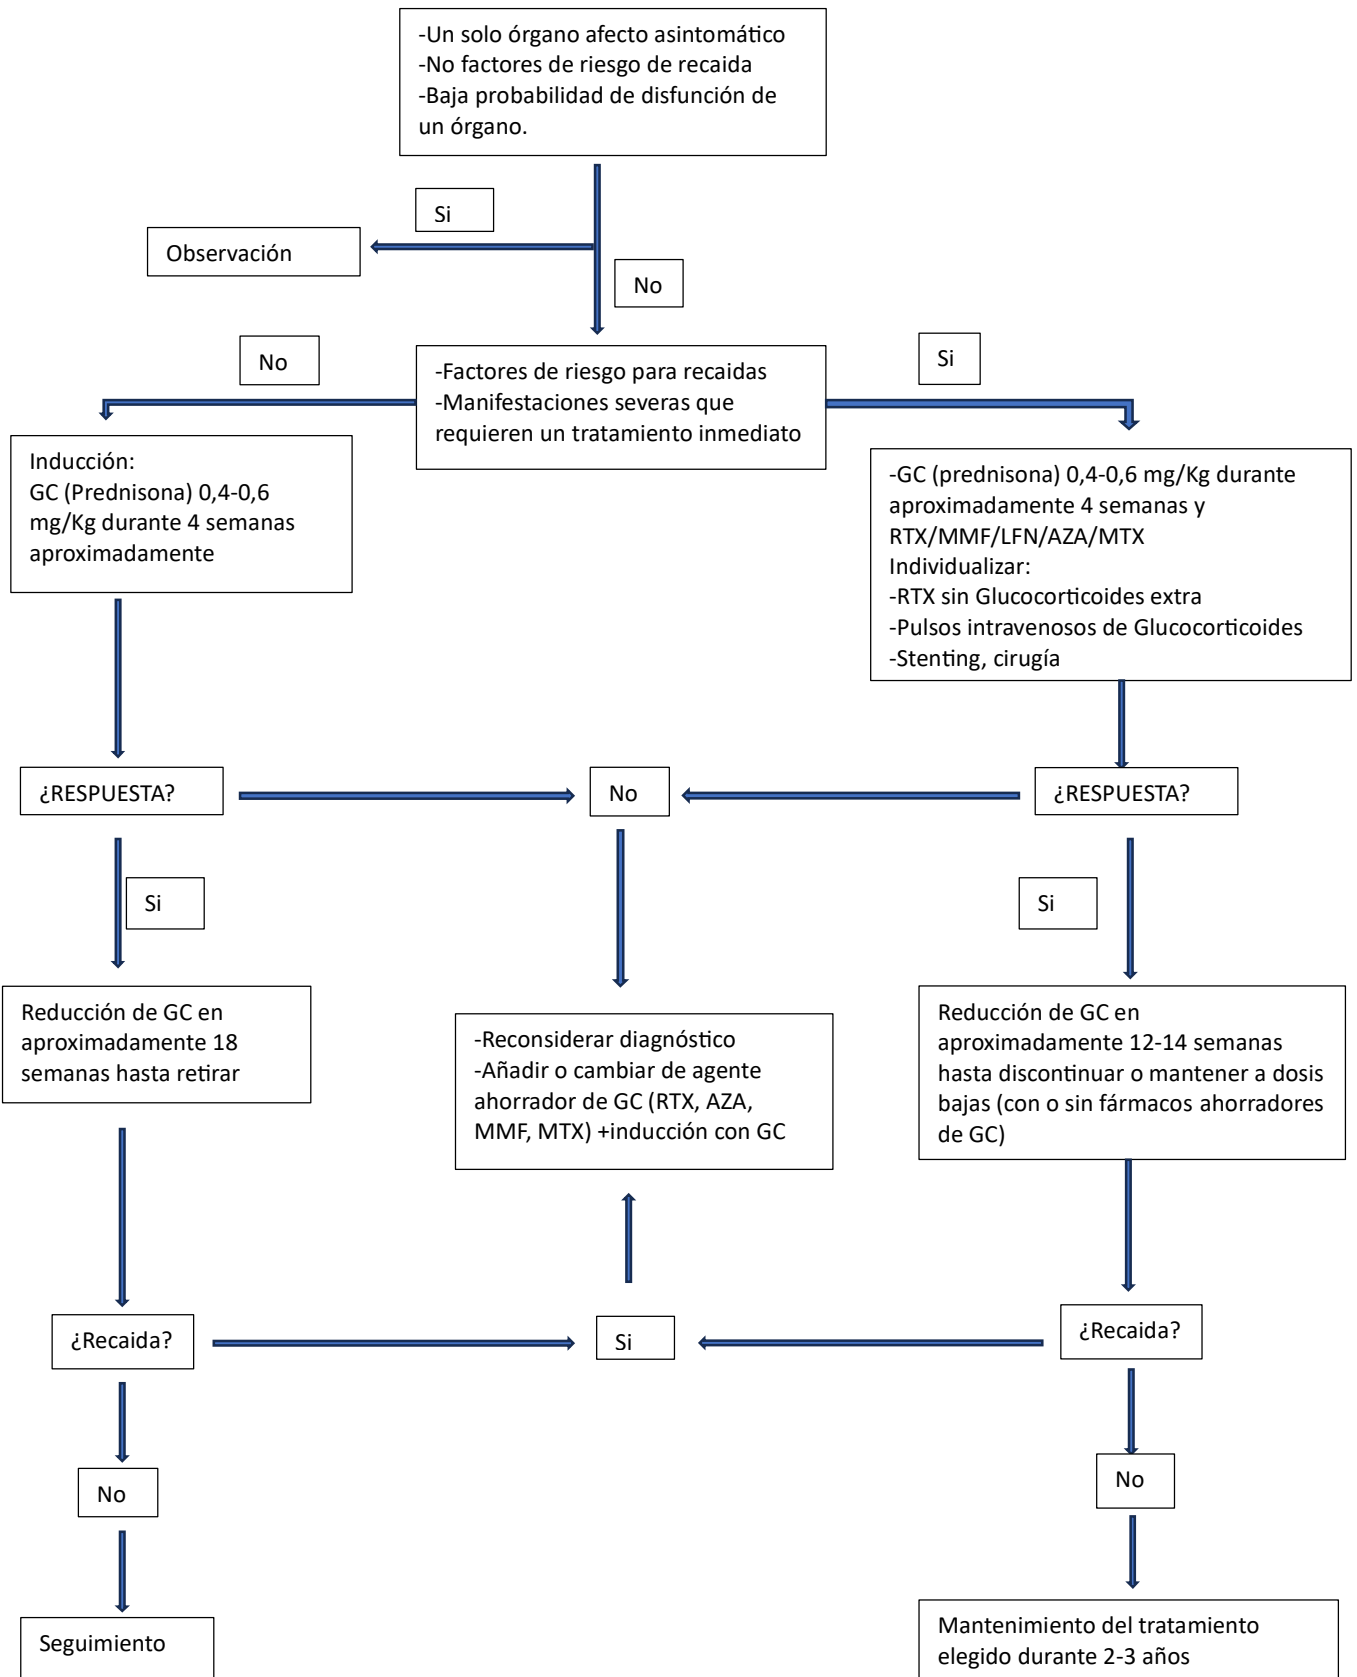 -Un solo órgano afecto asintomático
-No factores de riesgo de recaida
-Baja probabilidad de disfunción de
un órgano.
Si
Observación
No
No
-Factores de riesgo para recaidas
-Manifestaciones severas que
requieren un tratamiento inmediato
Si
Inducción:
GC (Prednisona) 0,4-0,6
mg/Kg durante 4 semanas
aproximadamente
-GC (prednisona) 0,4-0,6 mg/Kg durante
aproximadamente 4 semanas y
RTX/MMF/LFN/AZA/MTX
Individualizar:
-RTX sin Glucocorticoides extra
-Pulsos intravenosos de Glucocorticoides
-Stenting, cirugía
¿RESPUESTA?
No
¿RESPUESTA?
Si
Si
Reducción de GC en
aproximadamente 18
semanas hasta retirar
-Reconsiderar diagnóstico
-Añadir o cambiar de agente
ahorrador de GC (RTX, AZA,
MMF, MTX) +inducción con GC
Reducción de GC en
aproximadamente 12-14 semanas
hasta discontinuar o mantener a dosis
bajas (con o sin fármacos ahorradores
de GC)
¿Recaida?
Si
¿Recaida?
No
No
Seguimiento
Mantenimiento del tratamiento
elegido durante 2-3 años